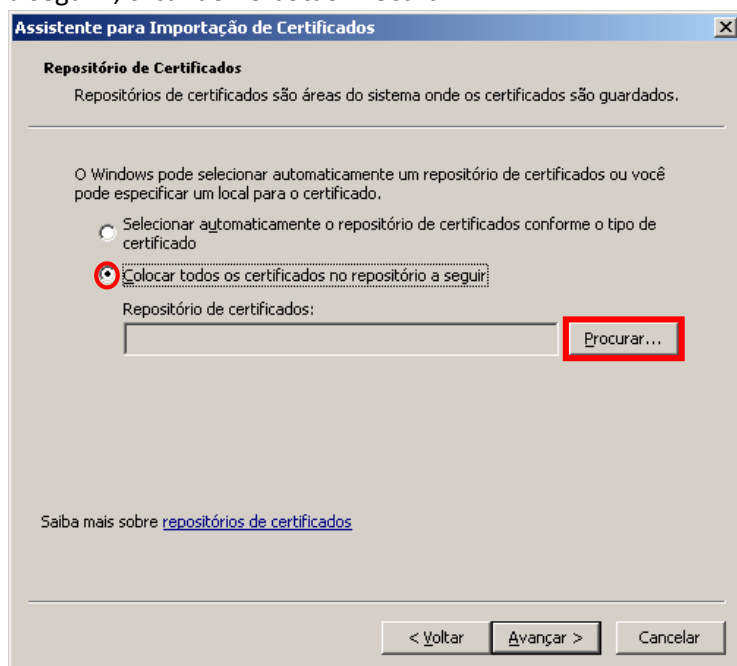 Assistente para Importação de Certificados
Repositório de Certificados
Repositórios de certificados são áreas do sistema onde os certificados são guardados.
O Windows pode selecionar automaticamente um repositório de certificados ou você
pode especificar um local para o certificado.
Selecionar automaticamente o repositório de certificados conforme o tipo de
certificado
Colocar todos os certificados no repositório a seguir
Repositório de certificados:
Procurar...
Saiba mais sobre repositórios de certificados
< Voltar
Avançar >
Cancelar